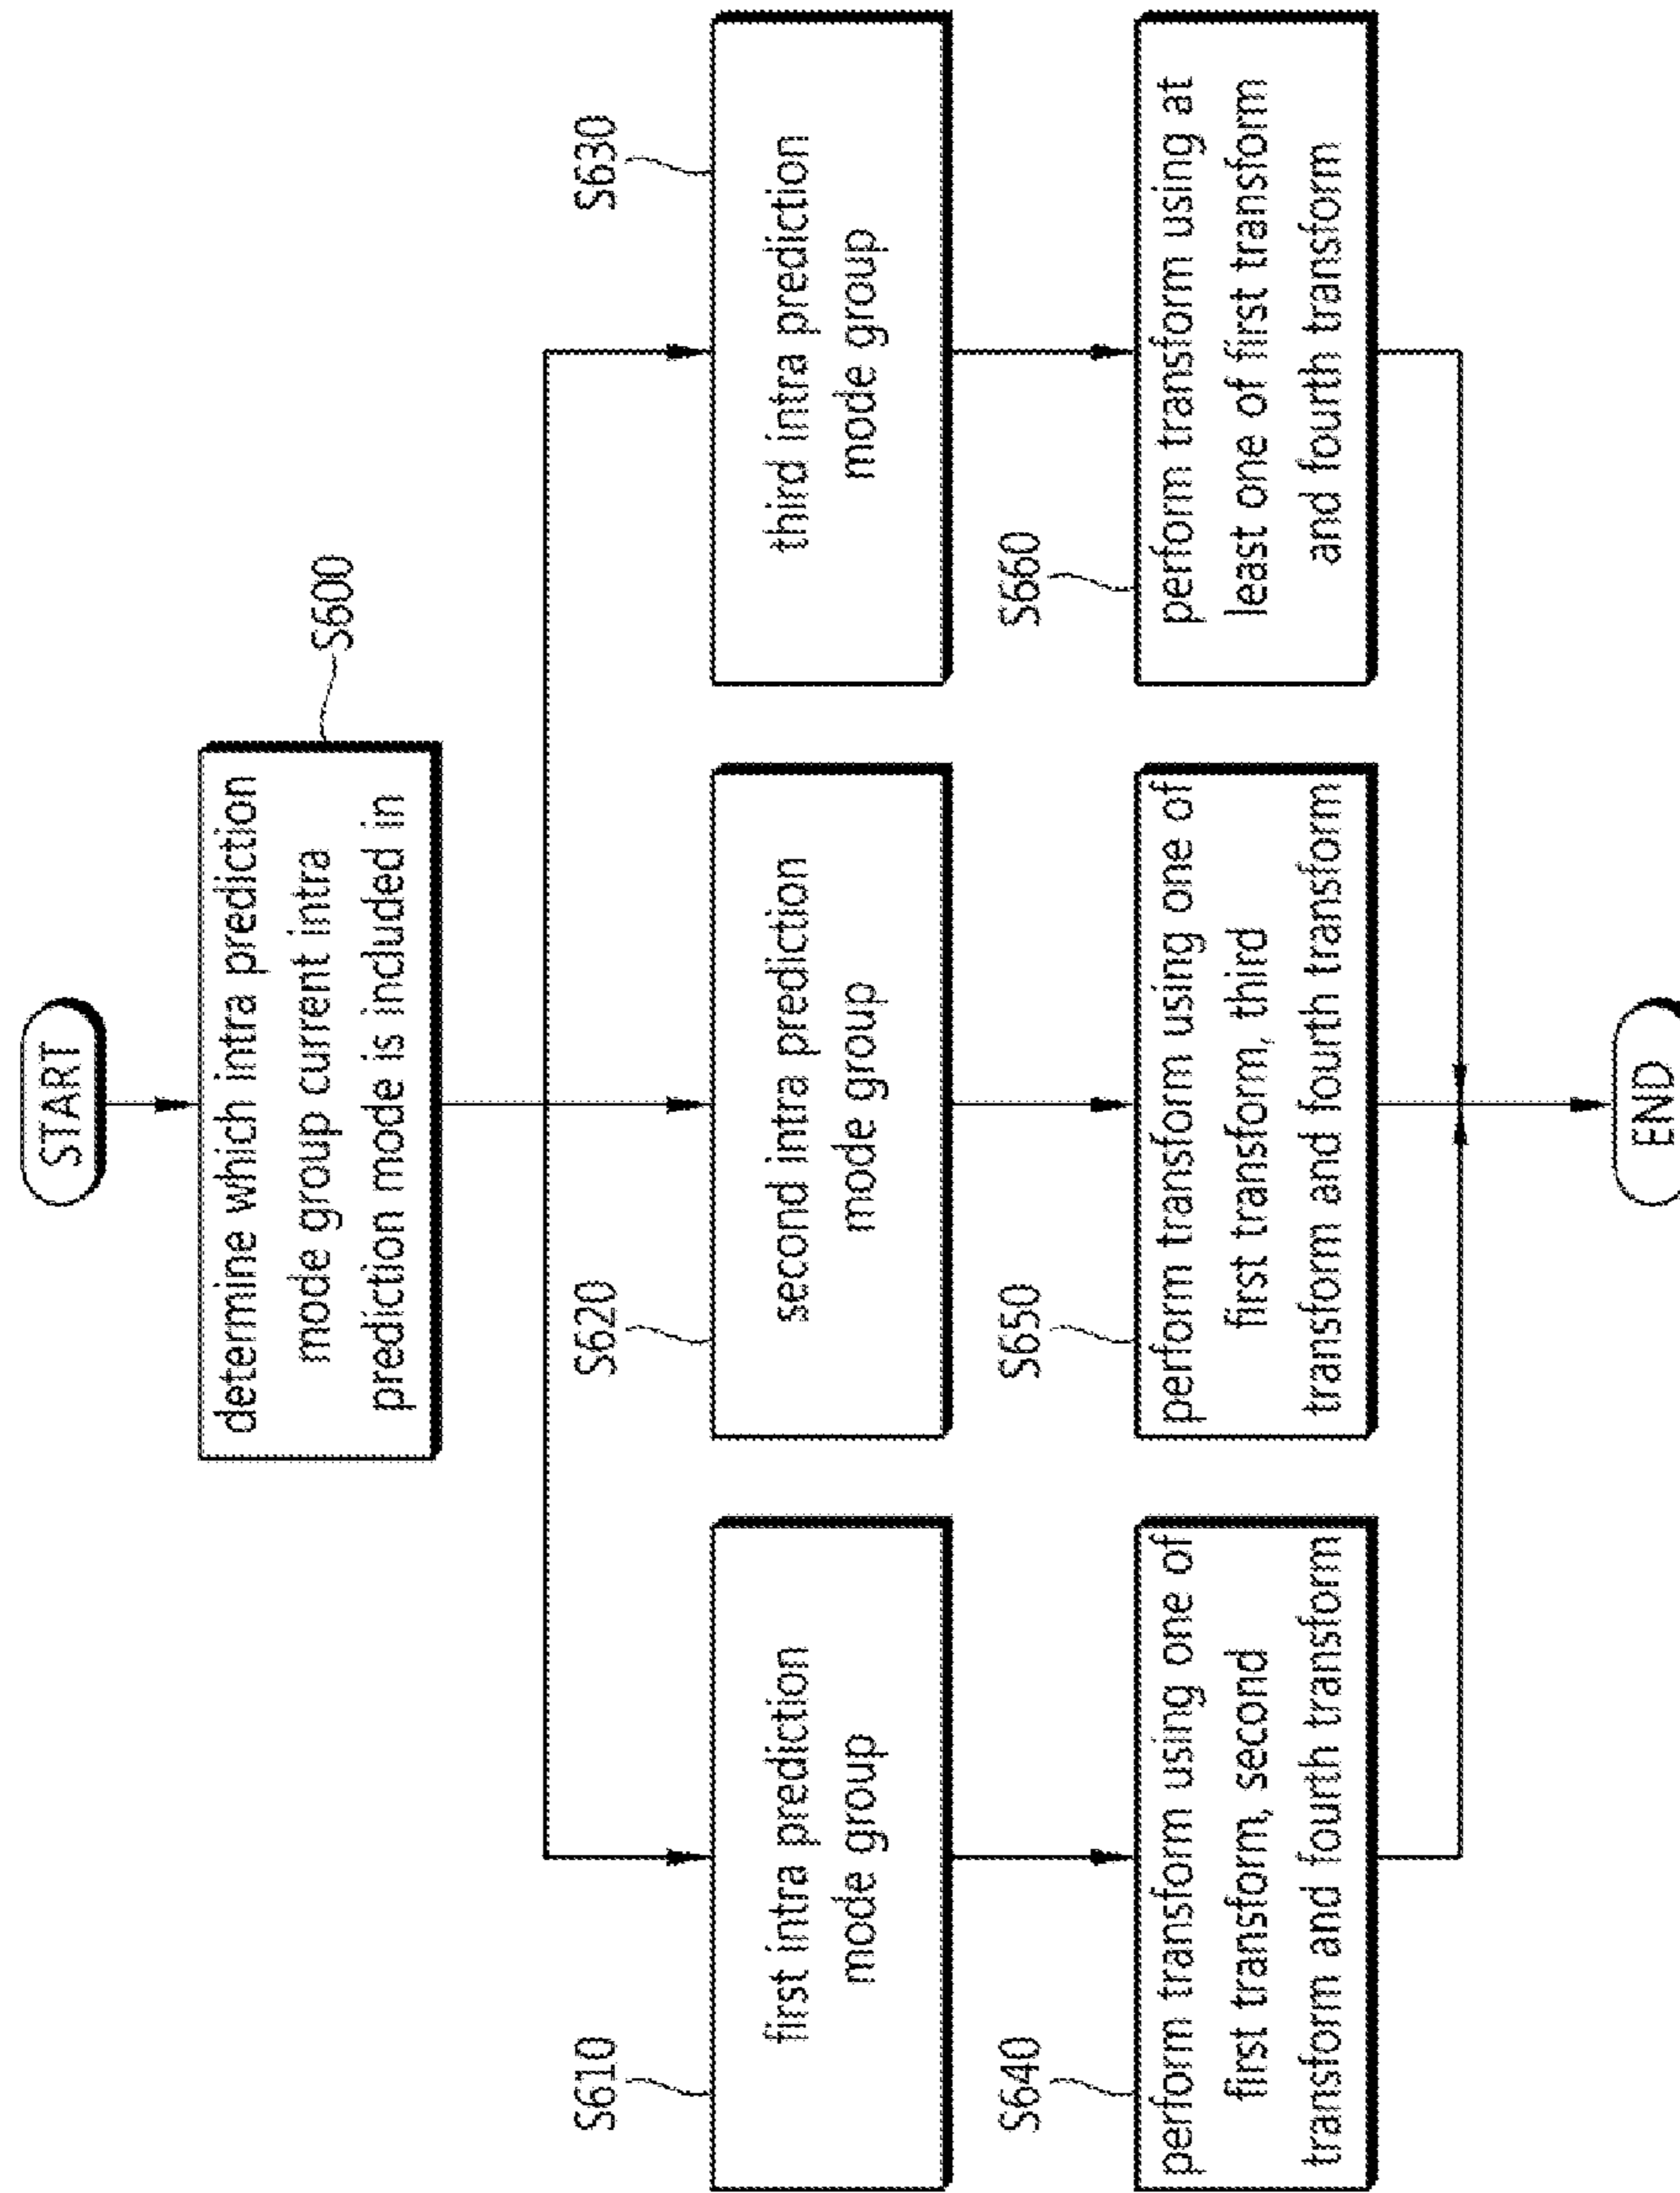 START
S600
determine which intra prediction
mode group current intra
prediction mode is included in
S610
first intra prediction
mode group
S620
second intra prediction
mode group
S630
third intra prediction
mode group
S640
perform transform using one of
first transform, second
transform and fourth transform
S650
perform transform using one of
first transform, third
transform and fourth transform
S660
perform transform using at
least one of first transform
and fourth transform
END